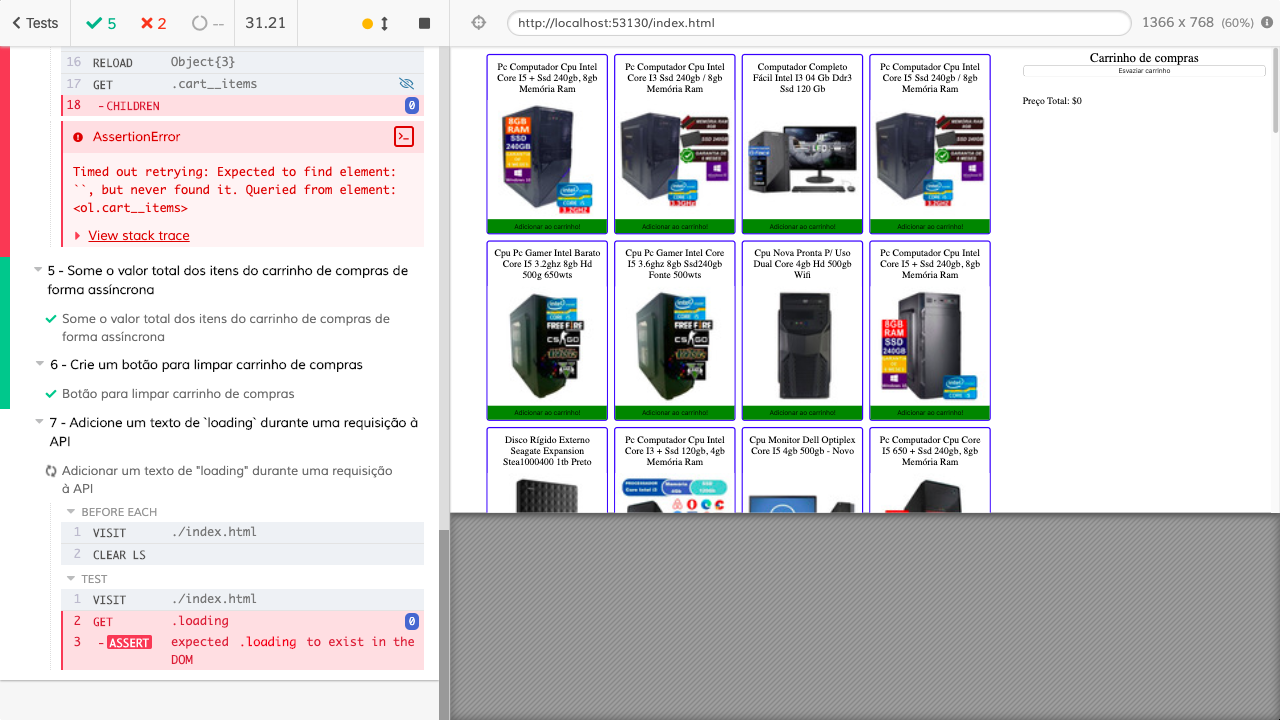 Tests
5
2
--
31.21
http://localhost:53130/index.html
1366 x 768 (60%)
16 RELOAD Object{3}
17 GET .cart__items
18 -CHILDREN 0
AssertionError
Timed out retrying: Expected to find element:
``, but never found it. Queried from element:
<ol.cart__items>
View stack trace
5 - Some o valor total dos itens do carrinho de compras de
forma assíncrona
Some o valor total dos itens do carrinho de compras de
forma assíncrona
6 - Crie um botão para limpar carrinho de compras
Botão para limpar carrinho de compras
7 - Adicione um texto de `loading` durante uma requisição à
API
Adicionar um texto de "loading" durante uma requisição
à API
BEFORE EACH
1 VISIT ./index.html
2 CLEAR LS
TEST
1 VISIT ./index.html
2 GET .loading 0
3 -ASSERT expected .loading to exist in the
DOM
Pc Computador Cpu Intel
Core I5 + Ssd 240gb, 8gb
Memória Ram
Adicionar ao carrinho!
Pc Computador Cpu Intel
Core I3 Ssd 240gb / 8gb
Memória Ram
Adicionar ao carrinho!
Computador Completo
Fácil Intel I3 04 Gb Ddr3
Ssd 120 Gb
Adicionar ao carrinho!
Pc Computador Cpu Intel
Core I5 Ssd 240gb / 8gb
Memória Ram
Adicionar ao carrinho!
Cpu Pc Gamer Intel Barato
Core I5 3.2ghz 8gb Hd
500g 650wts
Adicionar ao carrinho!
Cpu Pc Gamer Intel Core
I5 3.6ghz 8gb Ssd240gb
Fonte 500wts
Adicionar ao carrinho!
Cpu Nova Pronta P/ Uso
Dual Core 4gb Hd 500gb
Wifi
Adicionar ao carrinho!
Pc Computador Cpu Intel
Core I5 + Ssd 240gb, 8gb
Memória Ram
8GB
RAM
SSD
240GB
Adicionar ao carrinho!
Disco Rígido Externo
Seagate Expansion
Stea1000400 1tb Preto
Pc Computador Cpu Intel
Core I3 + Ssd 120gb, 4gb
Memória Ram
Cpu Monitor Dell Optiplex
Core I5 4gb 500gb - Novo
Pc Computador Cpu Core
I5 650 + Ssd 240gb, 8gb
Memória Ram
Carrinho de compras
Esvaziar carrinho
Preço Total: $0